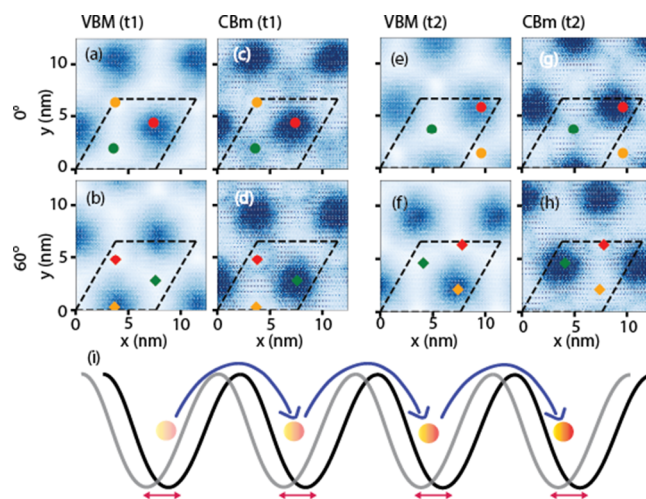 VBM (t1) CBm (t1) VBM (t2) CBm (t2)
0°
y (nm)
10
5
0
(a) (c) (e) (g)
60°
y (nm)
10
5
0
(b) (d) (f) (h)
0 5 10 0 5 10 0 5 10 0 5 10
x (nm) x (nm) x (nm) x (nm)
(i)